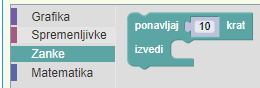 Grafika
Spremenljivke
Zanke
Matematika
ponavljaj 10 krat
izvedi